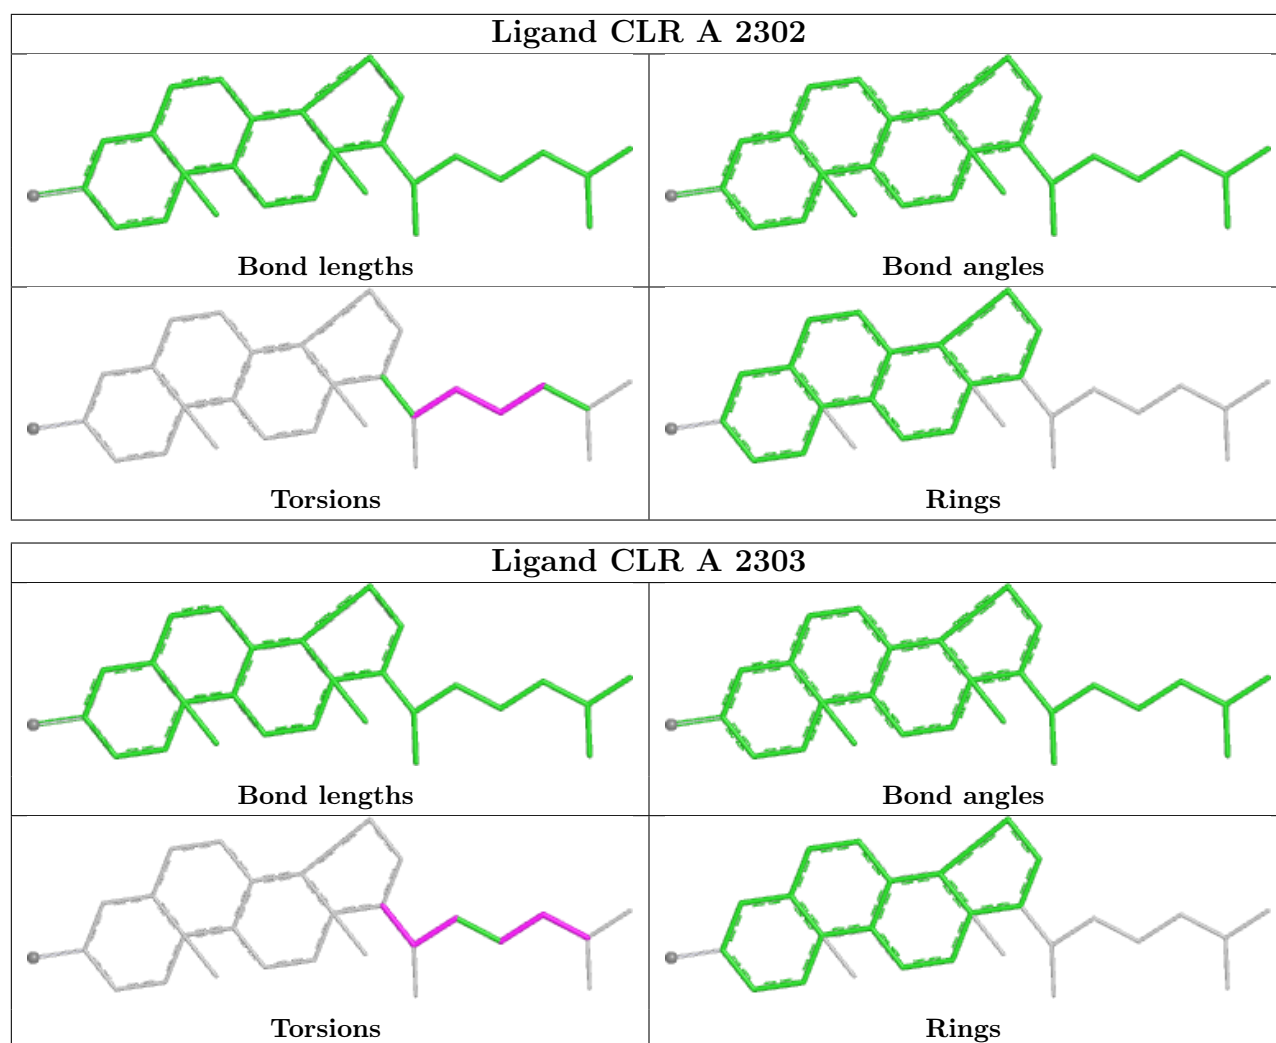 Ligand CLR A 2302
Bond lengths
Bond angles
Torsions
Rings
Ligand CLR A 2303
Bond lengths
Bond angles
Torsions
Rings